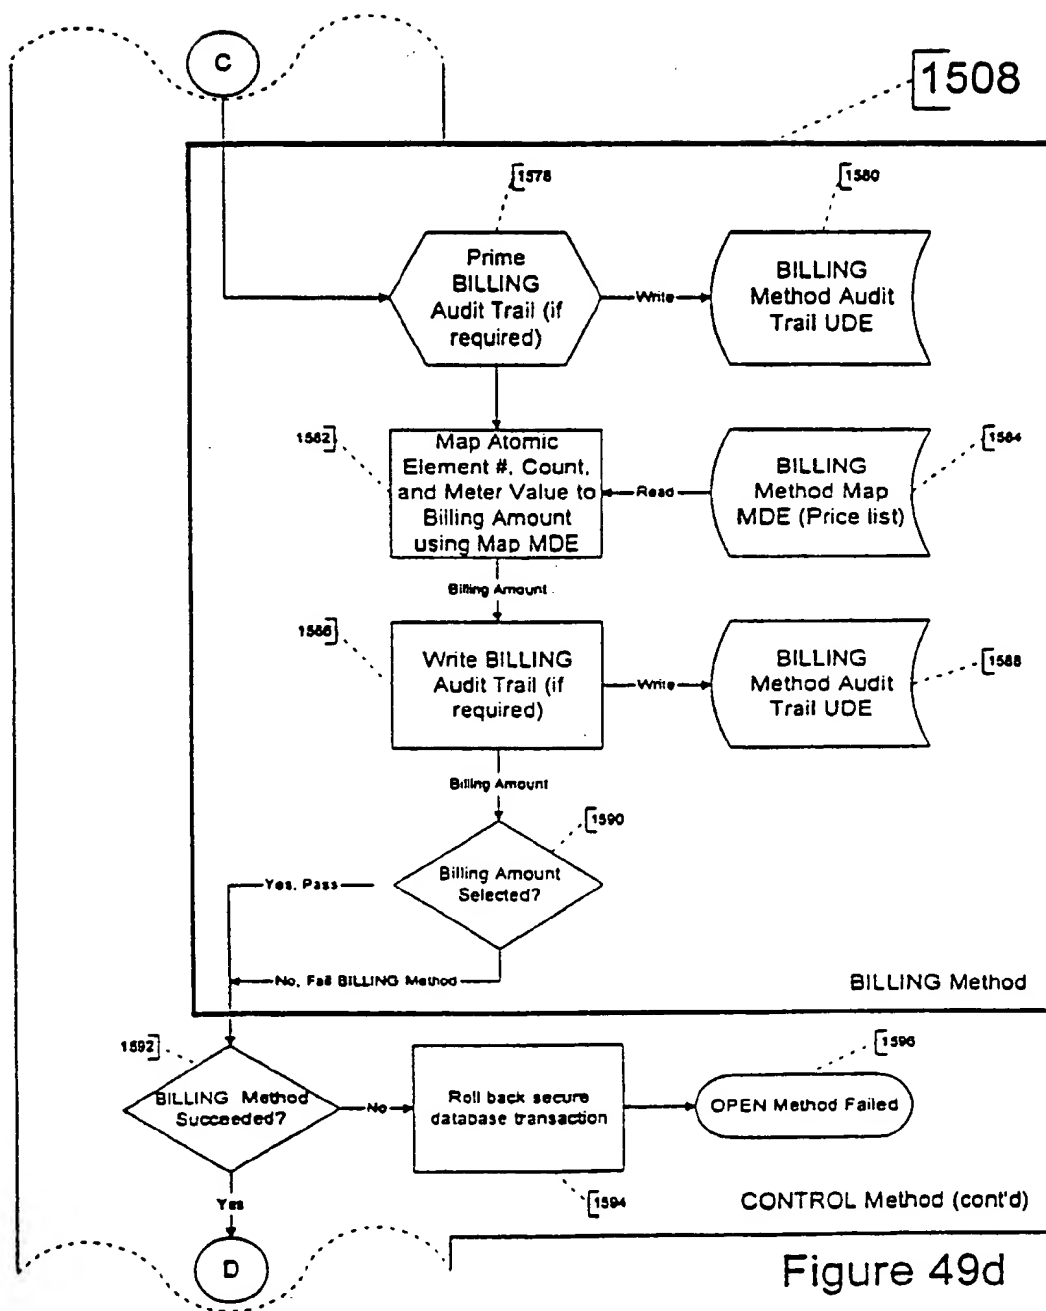 C
1508
1578
1580
Prime
BILLING
Audit Trail (if
required)
Write
BILLING
Method Audit
Trail UDE
1582
Map Atomic
Element #, Count,
and Meter Value to
Billing Amount
using Map MDE
Read
BILLING
Method Map
MDE (Price list)
1584
Billing Amount
1586
Write BILLING
Audit Trail (if
required)
Write
BILLING
Method Audit
Trail UDE
1588
Billing Amount
1590
Billing Amount
Selected?
Yes, Pass
No, Fail BILLING Method
BILLING Method
1592
BILLING Method
Succeeded?
No
Roll back secure
database transaction
1594
OPEN Method Failed
1596
Yes
CONTROL Method (cont'd)
D
Figure 49d